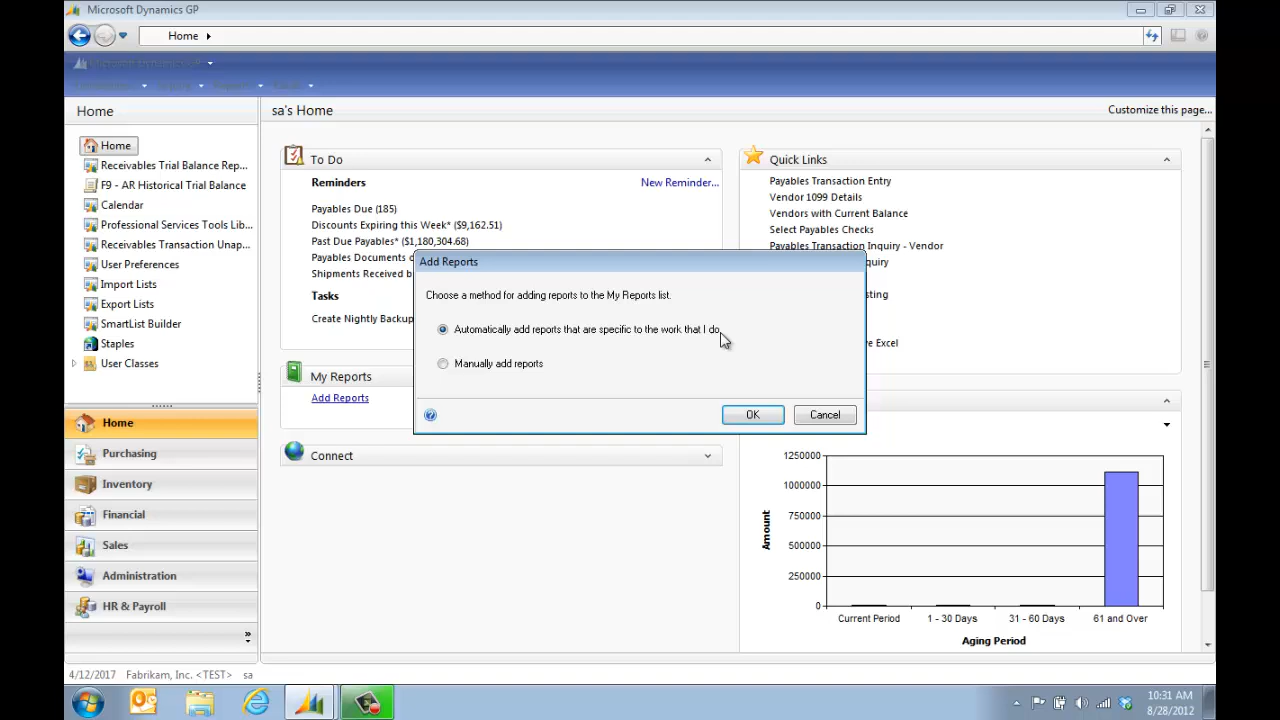 Microsoft Dynamics GP
Home
Home
sa's Home
Customize this page...
Home
Receivables Trial Balance Rep...
F9 - AR Historical Trial Balance
Calendar
Professional Services Tools Lib...
Receivables Transaction Unap...
User Preferences
Import Lists
Export Lists
SmartList Builder
Staples
User Classes
Home
Purchasing
Inventory
Financial
Sales
Administration
HR & Payroll
»
To Do
Reminders
New Reminder...
Payables Due (185)
Discounts Expiring this Week* ($9,162.51)
Past Due Payables* ($1,180,304.68)
Payables Documents
Shipments Received b
Tasks
Create Nightly Backup
My Reports
Add Reports
Connect
Quick Links
Payables Transaction Entry
Vendor 1099 Details
Vendors with Current Balance
Select Payables Checks
Payables Transaction Inquiry - Vendor
quiry
sting
ve Excel
Add Reports
Choose a method for adding reports to the My Reports list.
Automatically add reports that are specific to the work that I do.
Manually add reports
OK
Cancel
1250000
1000000
750000
500000
250000
0
Amount
Current Period
1 - 30 Days
31 - 60 Days
61 and Over
Aging Period
4/12/2017
Fabrikam, Inc. <TEST>
sa
10:31 AM
8/28/2012